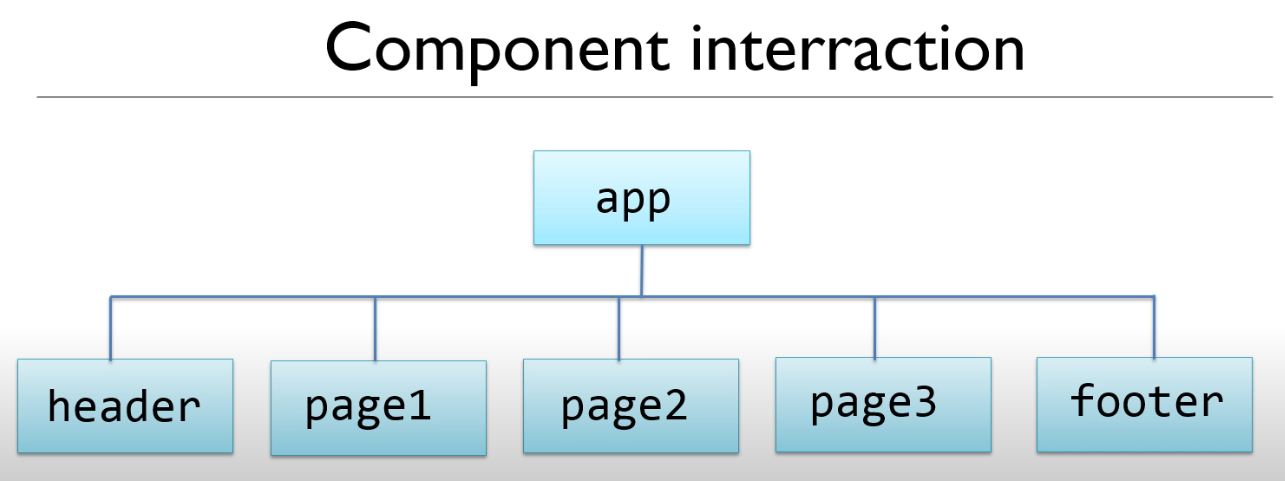 Component interraction
app
header page1 page2 page3 footer